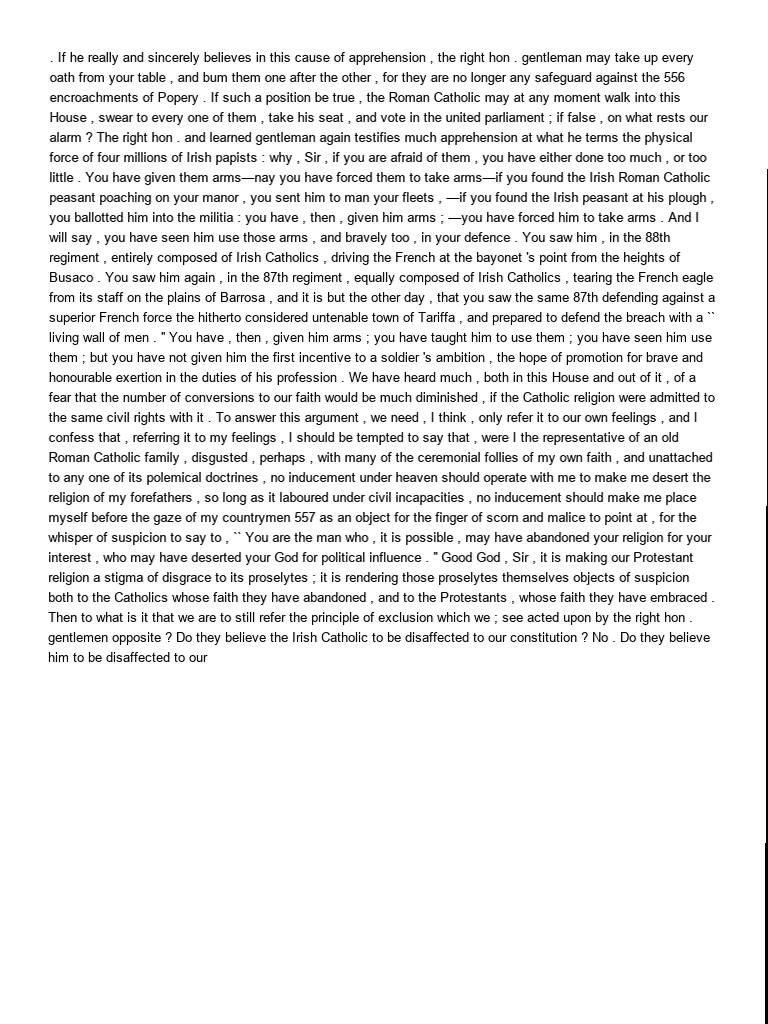 . If he really and sincerely believes in this cause of apprehension , the right hon . gentleman may take up every
oath from your table , and bum them one after the other , for they are no longer any safeguard against the 556
encroachments of Popery . If such a position be true , the Roman Catholic may at any moment walk into this
House , swear to every one of them , take his seat , and vote in the united parliament ; if false , on what rests our
alarm ? The right hon . and learned gentleman again testifies much apprehension at what he terms the physical
force of four millions of Irish papists : why , Sir , if you are afraid of them , you have either done too much , or too
little . You have given them arms—nay you have forced them to take arms—if you found the Irish Roman Catholic
peasant poaching on your manor , you sent him to man your fleets , —if you found the Irish peasant at his plough ,
you ballotted him into the militia : you have , then , given him arms ; —you have forced him to take arms . And I
will say , you have seen him use those arms , and bravely too , in your defence . You saw him , in the 88th
regiment , entirely composed of Irish Catholics , driving the French at the bayonet 's point from the heights of
Busaco . You saw him again , in the 87th regiment , equally composed of Irish Catholics , tearing the French eagle
from its staff on the plains of Barrosa , and it is but the other day , that you saw the same 87th defending against a
superior French force the hitherto considered untenable town of Tariffa , and prepared to defend the breach with a ``
living wall of men . " You have , then , given him arms ; you have taught him to use them ; you have seen him use
them ; but you have not given him the first incentive to a soldier 's ambition , the hope of promotion for brave and
honourable exertion in the duties of his profession . We have heard much , both in this House and out of it , of a
fear that the number of conversions to our faith would be much diminished , if the Catholic religion were admitted to
the same civil rights with it . To answer this argument , we need , I think , only refer it to our own feelings , and I
confess that , referring it to my feelings , I should be tempted to say that , were I the representative of an old
Roman Catholic family , disgusted , perhaps , with many of the ceremonial follies of my own faith , and unattached
to any one of its polemical doctrines , no inducement under heaven should operate with me to make me desert the
religion of my forefathers , so long as it laboured under civil incapacities , no inducement should make me place
myself before the gaze of my countrymen 557 as an object for the finger of scorn and malice to point at , for the
whisper of suspicion to say to , `` You are the man who , it is possible , may have abandoned your religion for your
interest , who may have deserted your God for political influence . " Good God , Sir , it is making our Protestant
religion a stigma of disgrace to its proselytes ; it is rendering those proselytes themselves objects of suspicion
both to the Catholics whose faith they have abandoned , and to the Protestants , whose faith they have embraced .
Then to what is it that we are to still refer the principle of exclusion which we ; see acted upon by the right hon .
gentlemen opposite ? Do they believe the Irish Catholic to be disaffected to our constitution ? No . Do they believe
him to be disaffected to our